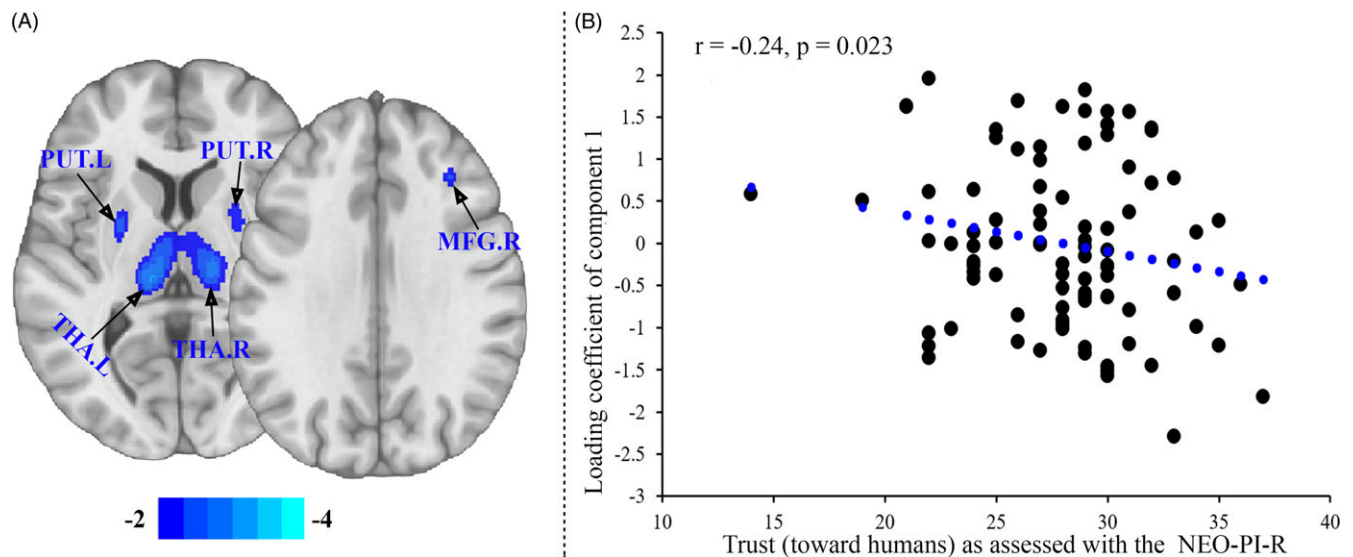 (A)
PUT.L
PUT.R
MFG.R
THA.L
THA.R
-2
-4
(B)
r = -0.24, p = 0.023
Loading coefficient of component 1
2.5
2
1.5
1
0.5
0
-0.5
-1
-1.5
-2
-2.5
-3
10 15 20 25 30 35 40
Trust (toward humans) as assessed with the NEO-PI-R